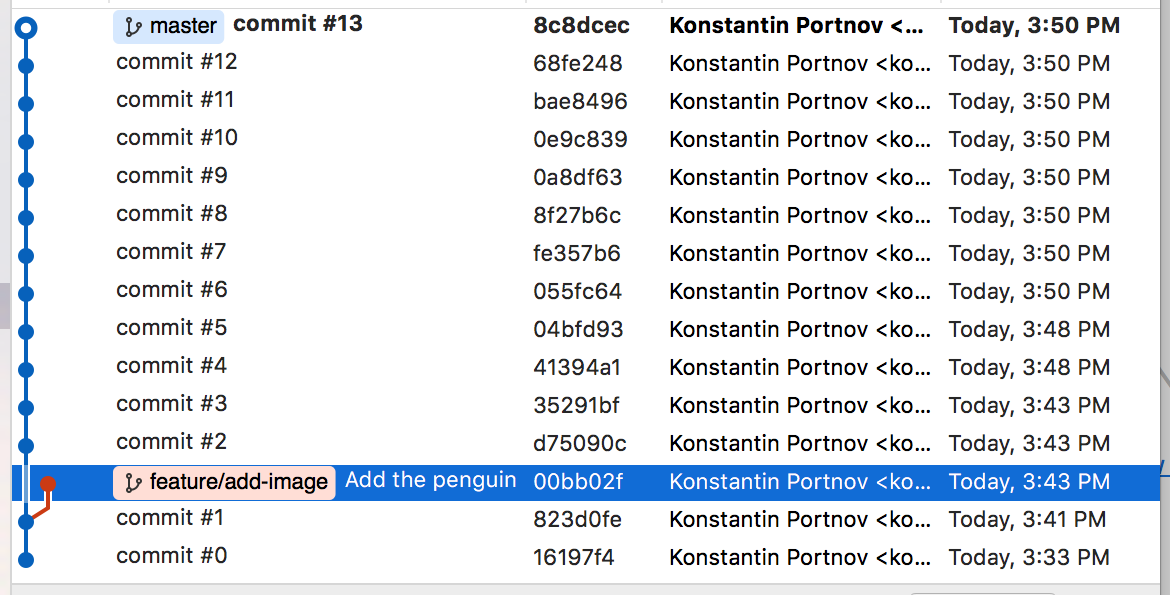 master commit #13 8c8dcec Konstantin Portnov <... Today, 3:50 PM
commit #12 68fe248 Konstantin Portnov <ko... Today, 3:50 PM
commit #11 bae8496 Konstantin Portnov <ko... Today, 3:50 PM
commit #10 0e9c839 Konstantin Portnov <ko... Today, 3:50 PM
commit #9 0a8df63 Konstantin Portnov <ko... Today, 3:50 PM
commit #8 8f27b6c Konstantin Portnov <ko... Today, 3:50 PM
commit #7 fe357b6 Konstantin Portnov <ko... Today, 3:50 PM
commit #6 055fc64 Konstantin Portnov <ko... Today, 3:50 PM
commit #5 04bfd93 Konstantin Portnov <ko... Today, 3:48 PM
commit #4 41394a1 Konstantin Portnov <ko... Today, 3:48 PM
commit #3 35291bf Konstantin Portnov <ko... Today, 3:43 PM
commit #2 d75090c Konstantin Portnov <ko... Today, 3:43 PM
feature/add-image Add the penguin 00bb02f Konstantin Portnov <ko... Today, 3:43 PM
commit #1 823d0fe Konstantin Portnov <ko... Today, 3:41 PM
commit #0 16197f4 Konstantin Portnov <ko... Today, 3:33 PM